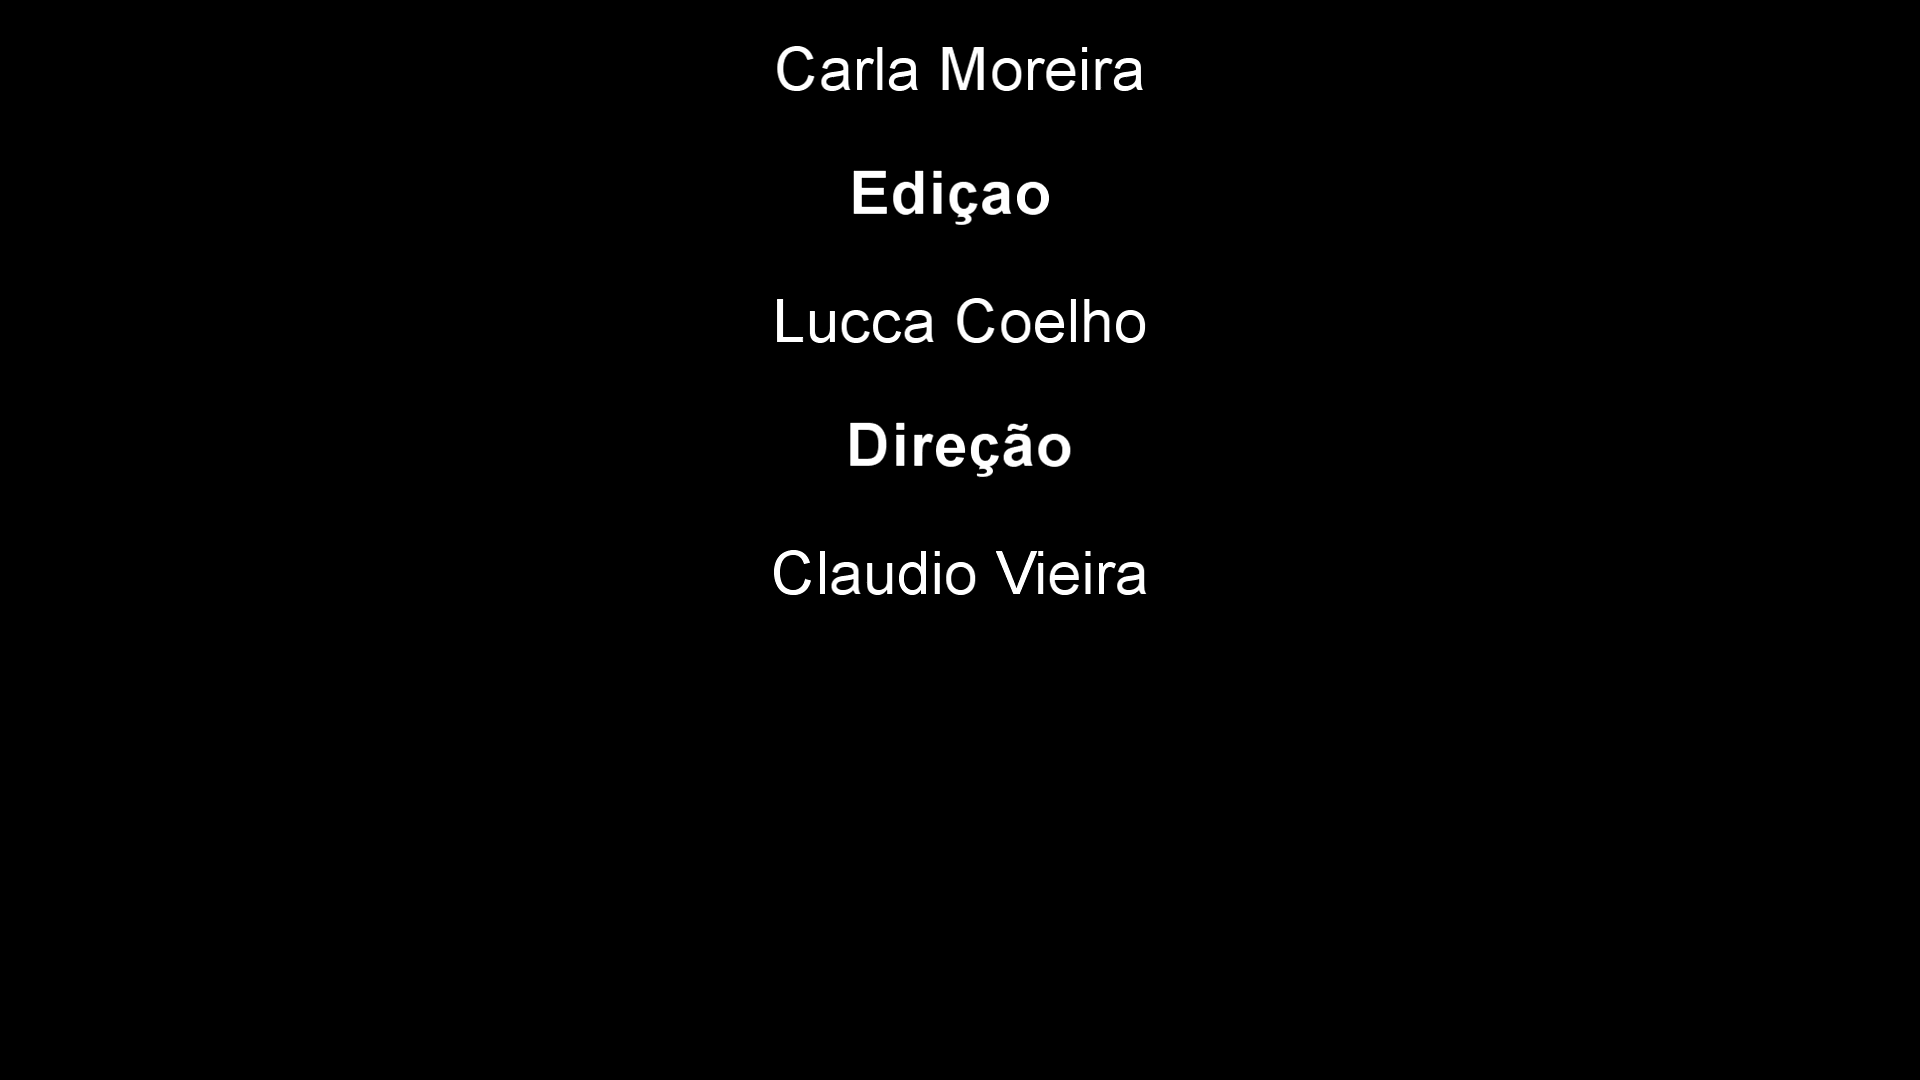 Carla Moreira
Ediçao
Lucca Coelho
Direção
Claudio Vieira